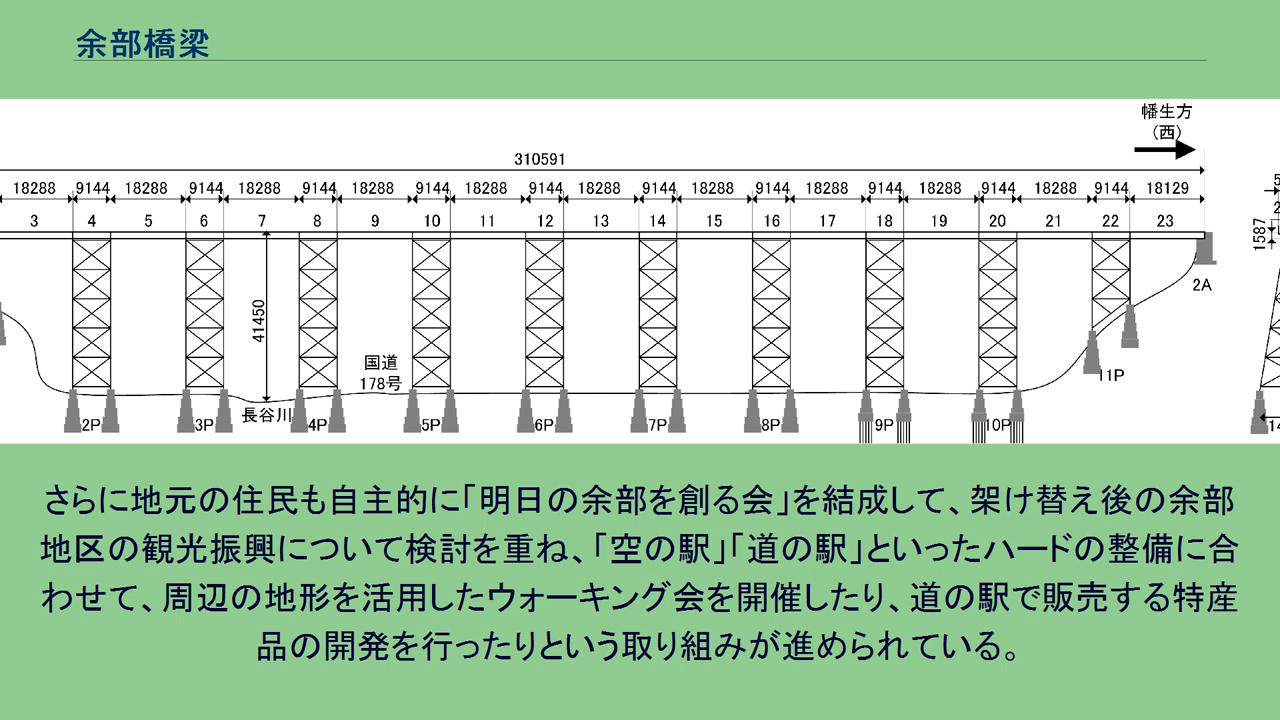 余部橋梁
幡生方
(西)
310591
18288 9144 18288 9144 18288 9144 18288 9144 18288 9144 18288 9144 18288 9144 18288 9144 18288 9144 18288 9144 18129
3 4 5 6 7 8 9 10 11 12 13 14 15 16 17 18 19 20 21 22 23
1587
2A
41450
国道
178号
11P
長谷川
2P 3P 4P 5P 6P 7P 8P 9P 10P
さらに地元の住民も自主的に「明日の余部を創る会」を結成して、架け替え後の余部
地区の観光振興について検討を重ね、「空の駅」「道の駅」といったハードの整備に合
わせて、周辺の地形を活用したウォーキング会を開催したり、道の駅で販売する特産
品の開発を行ったりという取り組みが進められている。